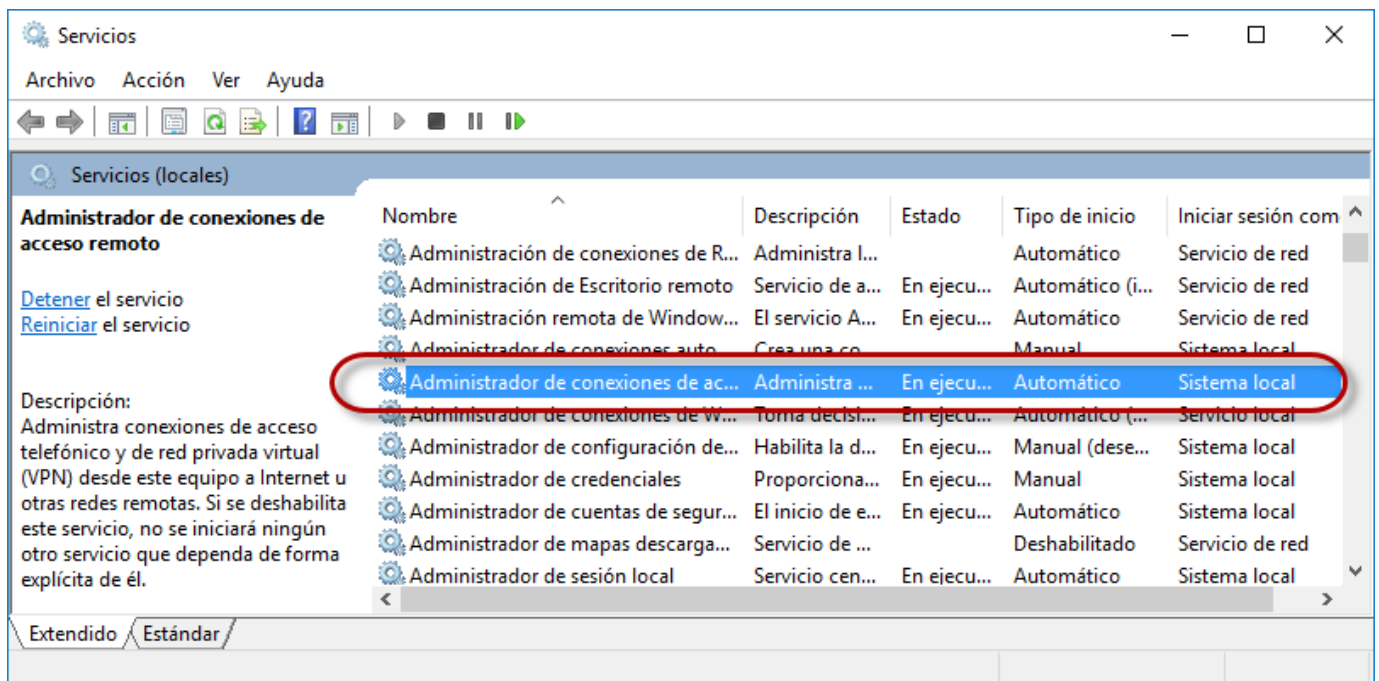 Servicios
Archivo Acción Ver Ayuda
Servicios (locales)
Administrador de conexiones de
acceso remoto
Detener el servicio
Reiniciar el servicio
Descripción:
Administra conexiones de acceso
telefónico y de red privada virtual
(VPN) desde este equipo a Internet u
otras redes remotas. Si se deshabilita
este servicio, no se iniciará ningún
otro servicio que dependa de forma
explícita de él.
Nombre Descripción Estado Tipo de inicio Iniciar sesión com
Administración de conexiones de R... Administra l... Automático Servicio de red
Administración de Escritorio remoto Servicio de a... En ejecu... Automático (i... Servicio de red
Administración remota de Window... El servicio A... En ejecu... Automático Servicio de red
Administrador de conexiones auto... Crea una co... Manual Sistema local
Administrador de conexiones de ac... Administra ... En ejecu... Automático Sistema local
Administrador de conexiones de W... Toma decisi... En ejecu... Automático (... Servicio local
Administrador de configuración de... Habilita la d... En ejecu... Manual (dese... Sistema local
Administrador de credenciales Proporciona... En ejecu... Manual Sistema local
Administrador de cuentas de segur... El inicio de e... En ejecu... Automático Sistema local
Administrador de mapas descarga... Servicio de ... Deshabilitado Servicio de red
Administrador de sesión local Servicio cen... En ejecu... Automático Sistema local
Extendido Estándar